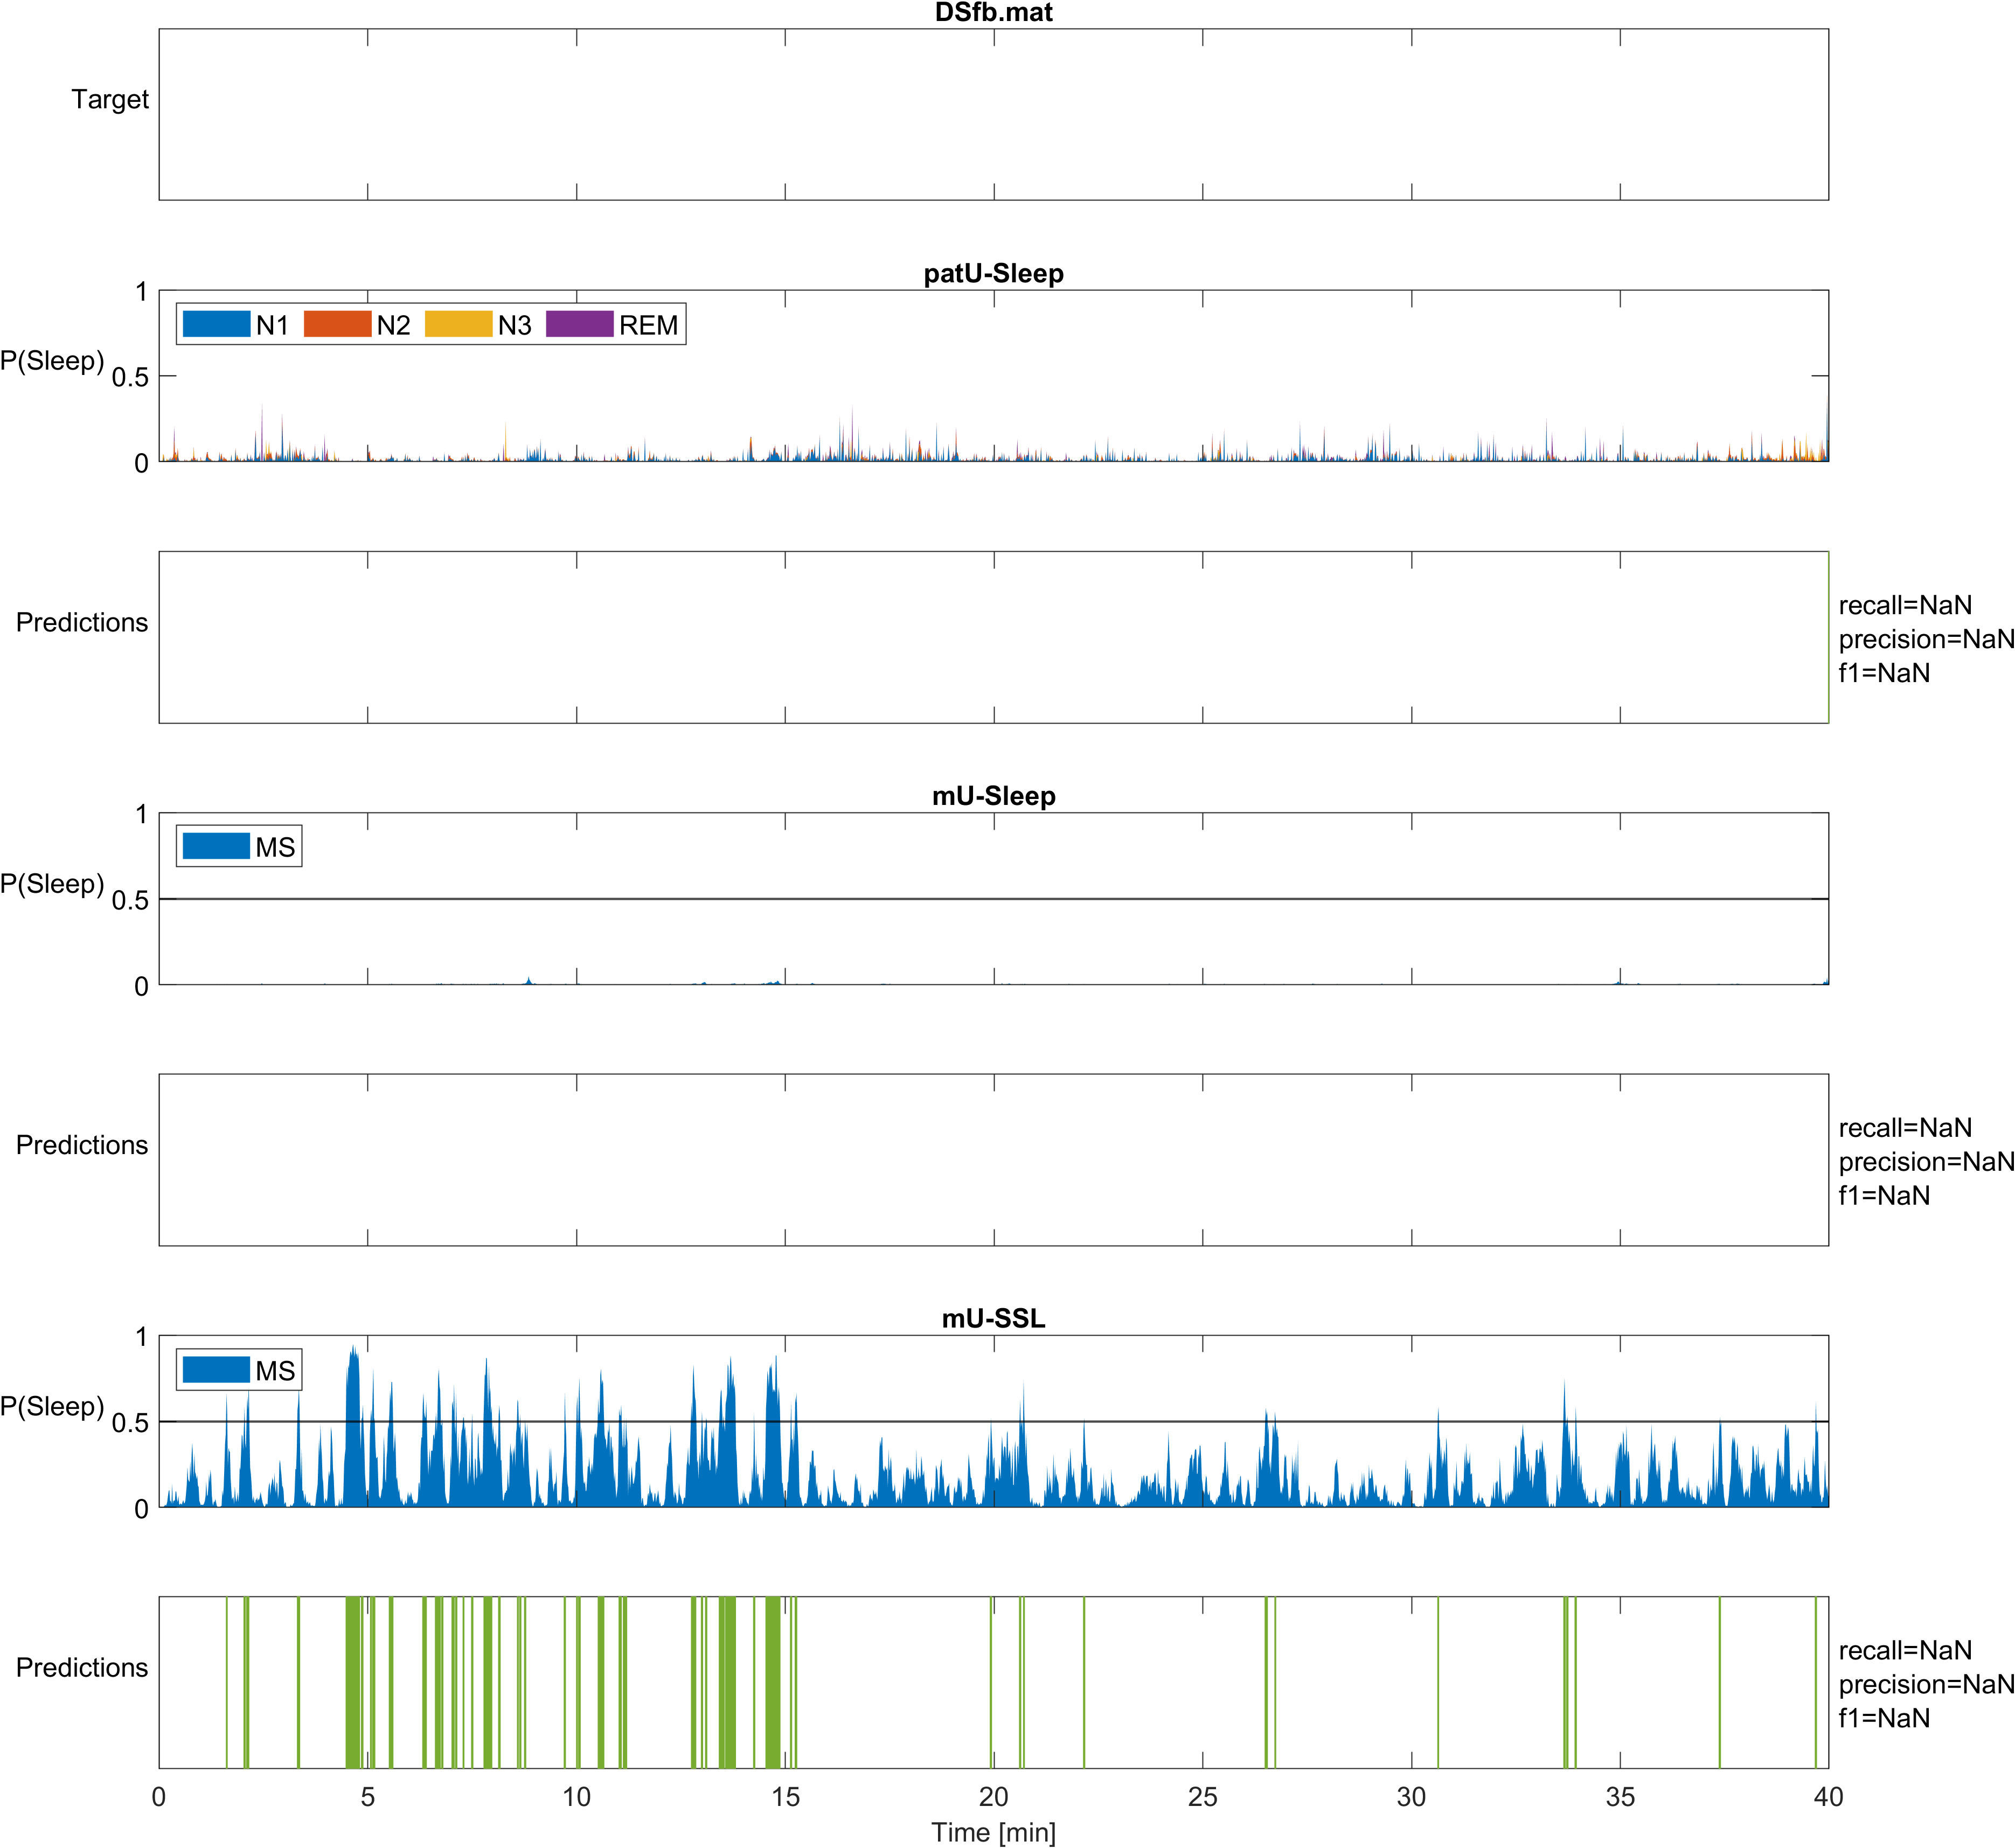 DSfb.mat
Target
patU-Sleep
1
N1 N2 N3 REM
P(Sleep)
0.5
0
Predictions
recall=NaN
precision=NaN
f1=NaN
mU-Sleep
1
MS
P(Sleep)
0.5
0
Predictions
recall=NaN
precision=NaN
f1=NaN
mU-SSL
1
MS
P(Sleep)
0.5
0
Predictions
recall=NaN
precision=NaN
f1=NaN
0 5 10 15 20 25 30 35 40
Time [min]